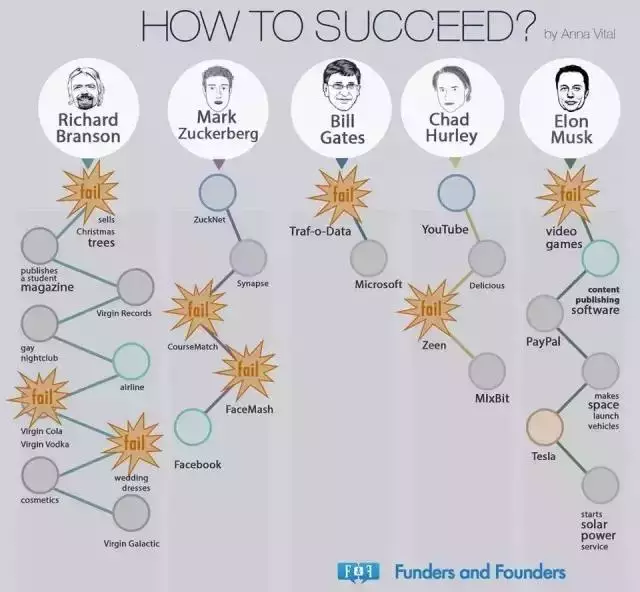 HOW TO SUCCEED?
by Anna Vital
Richard
Branson
fail
sells
Christmas
trees
publishes
a student
magazine
Virgin Records
gay
nightclub
airline
fail
Virgin Cola
Virgin Vodka
fail
wedding
dresses
cosmetics
Virgin Galactic
Mark
Zuckerberg
ZuckNet
Synapse
fail
CourseMatch
fail
FaceMash
Facebook
Bill
Gates
fail
Traf-o-Data
Microsoft
Chad
Hurley
YouTube
Delicious
fail
Zeen
MIxBit
Elon
Musk
fail
video
games
content
publishing
software
PayPal
makes
space
launch
vehicles
Tesla
starts
solar
power
service
F&F
Funders and Founders